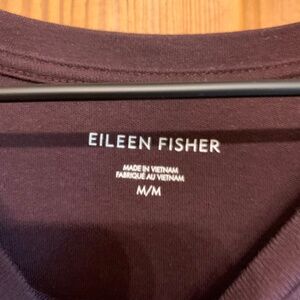 EILEEN FISHER
MADE IN VIETNAM
FABRIQUÉ AU VIETNAM
M/M